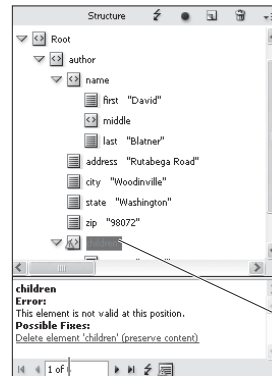 Structure
Root
author
name
first "David"
middle
last "Blatner"
address "Rutabega Road"
city "Woodinville"
state "Washington"
zip "98072"
children
children
Error:
This element is not valid at this position.
Possible Fixes:
Delete element 'children' (preserve content)
1 of